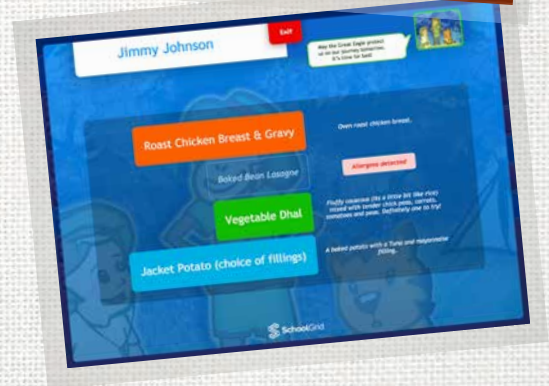 Jimmy Johnson
Exit
May the Great Eagle protect
us on our journey tomorrow.
It's time for bed!
Roast Chicken Breast & Gravy
Oven roast chicken breast.
Baked Bean Lasagne
Allergens detected!
Vegetable Dhal
Fluffy couscous (its a little bit like rice)
mixed with tender chick peas, carrots,
tomatoes and peas. Definitely one to try!
Jacket Potato (choice of fillings)
A baked potato with a Tuna and mayonnaise
filling.
SchoolGrid